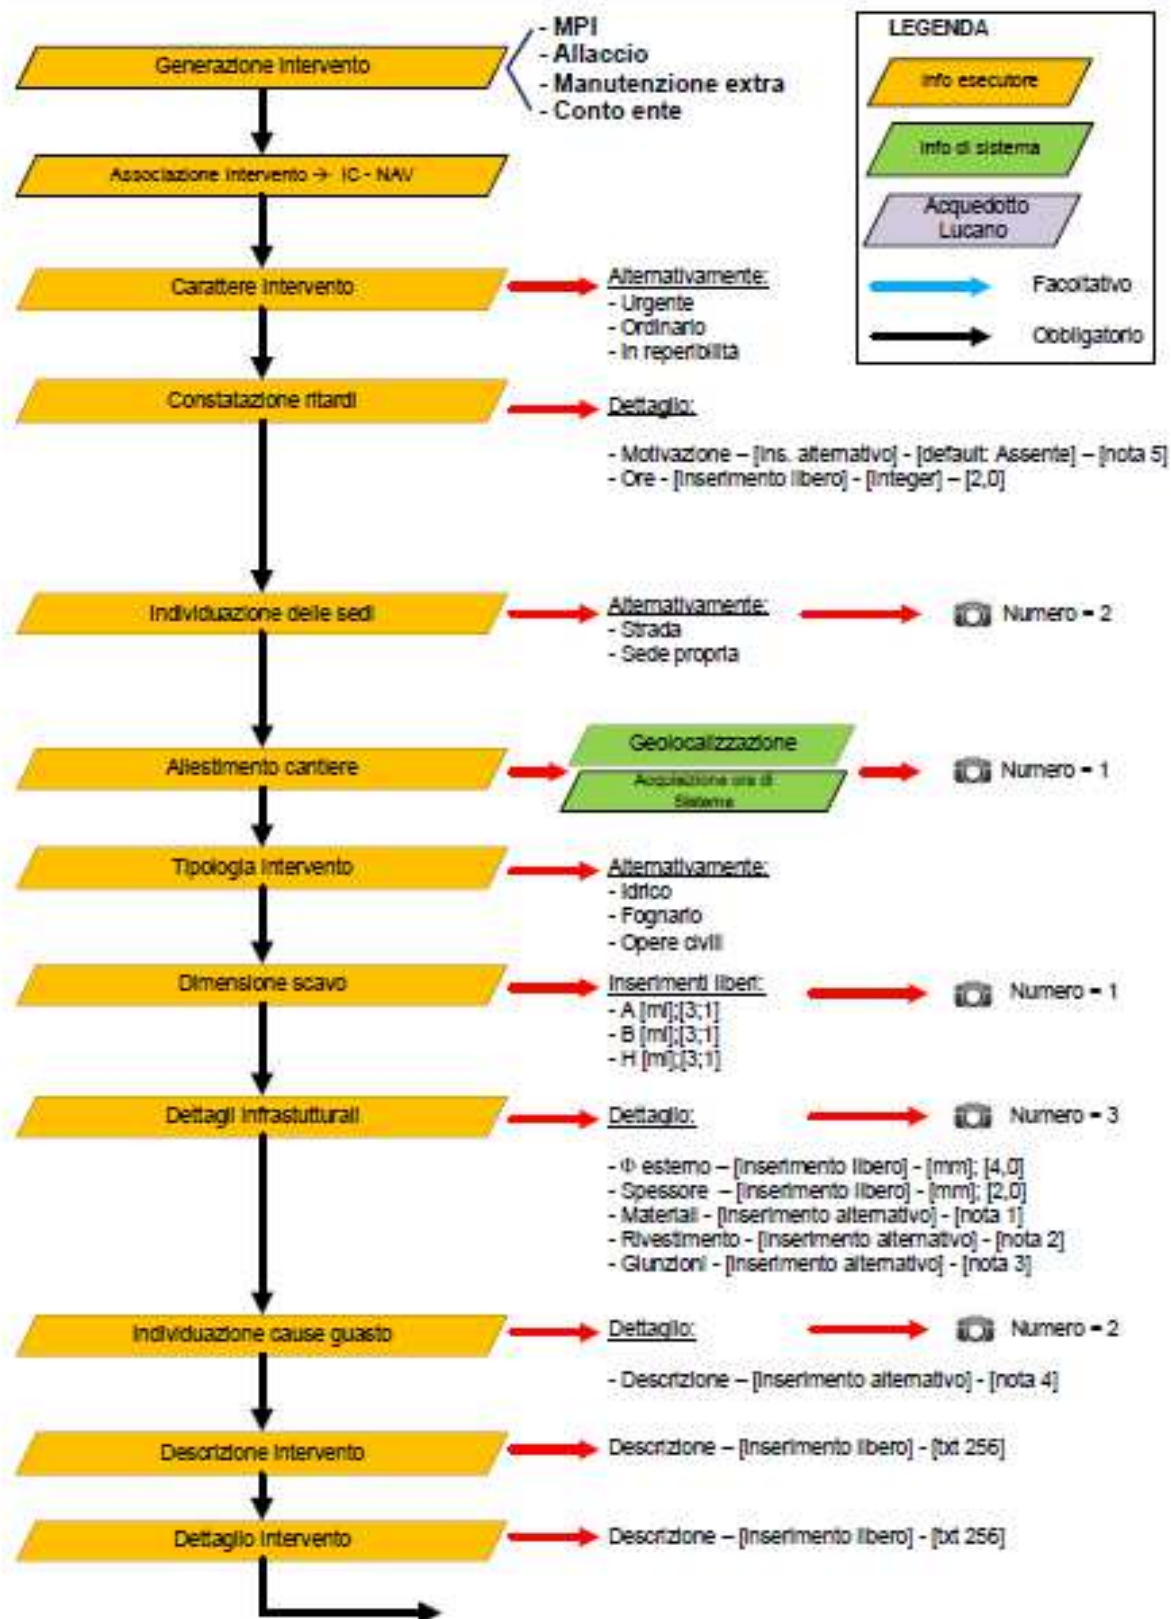 Generazione Intervento
- MPI
- Allaccio
- Manutenzione extra
- Conto ente
LEGENDA
Info esecutore
Info di sistema
Acquedotto
Lucano
Facoltativo
Obbligatorio
Associazione Intervento → IC - NAV
Carattere Intervento
Alternativamente:
- Urgente
- Ordinario
- In reperibilità
Constatazione ritardi
Dettaglio:
- Motivazione – [Ins. alternativo] - [default: Assente] – [nota 5]
- Ore - [Inserimento libero] - [Integer] – [2,0]
Individuazione delle sedi
Alternativamente:
- Strada
- Sede propria
Numero = 2
Allestimento cantiere
Geolocalizzazione
Acquisizione ora di
Sistema
Numero = 1
Tipologia Intervento
Alternativamente:
- Idrico
- Fognario
- Opere civili
Dimensione scavo
Inserimenti liberi:
- A [ml];[3;1]
- B [ml];[3;1]
- H [ml];[3;1]
Numero = 1
Dettagli Infrastutturali
Dettaglio:
Numero = 3
- Φ esterno – [Inserimento libero] - [mm]; [4,0]
- Spessore – [Inserimento libero] - [mm]; [2,0]
- Materiali - [Inserimento alternativo] - [nota 1]
- Rivestimento - [Inserimento alternativo] - [nota 2]
- Giunzioni - [Inserimento alternativo] - [nota 3]
Individuazione cause guasto
Dettaglio:
Numero = 2
- Descrizione – [Inserimento alternativo] - [nota 4]
Descrizione Intervento
Descrizione – [Inserimento libero] - [txt 256]
Dettaglio Intervento
Descrizione – [Inserimento libero] - [txt 256]